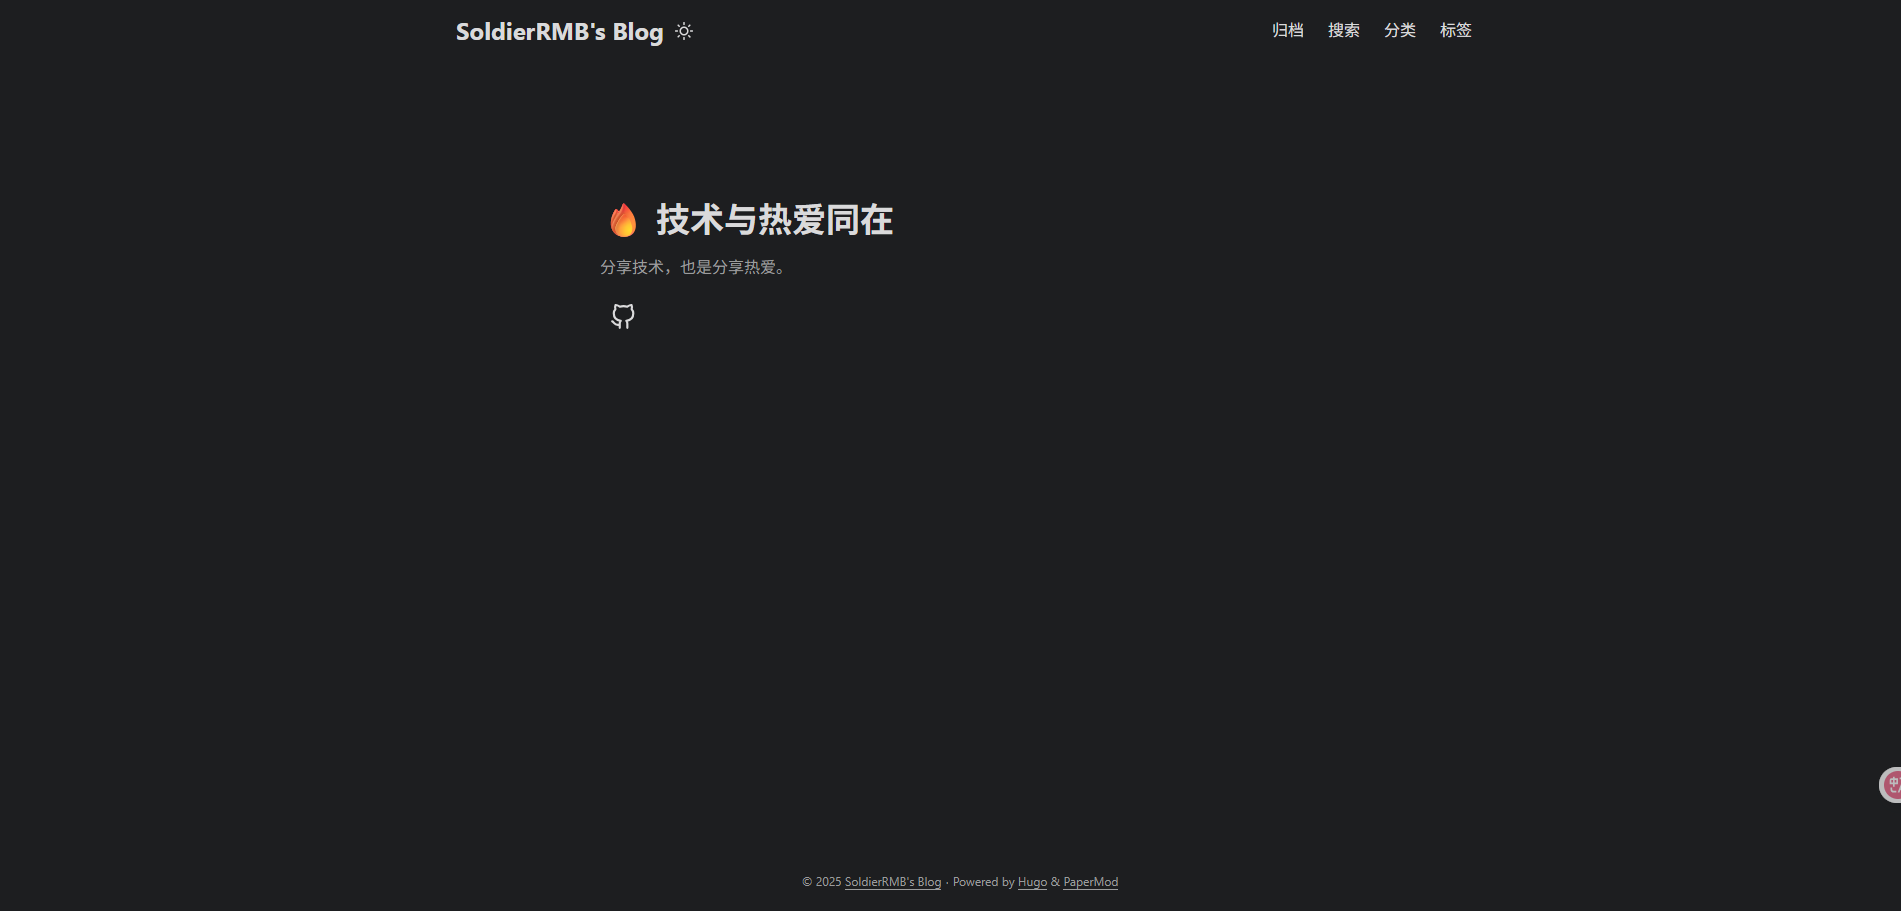 SoldierRMB's Blog
归档 搜索 分类 标签
🔥 技术与热爱同在
分享技术，也是分享热爱。
中
© 2025 SoldierRMB's Blog · Powered by Hugo & PaperMod